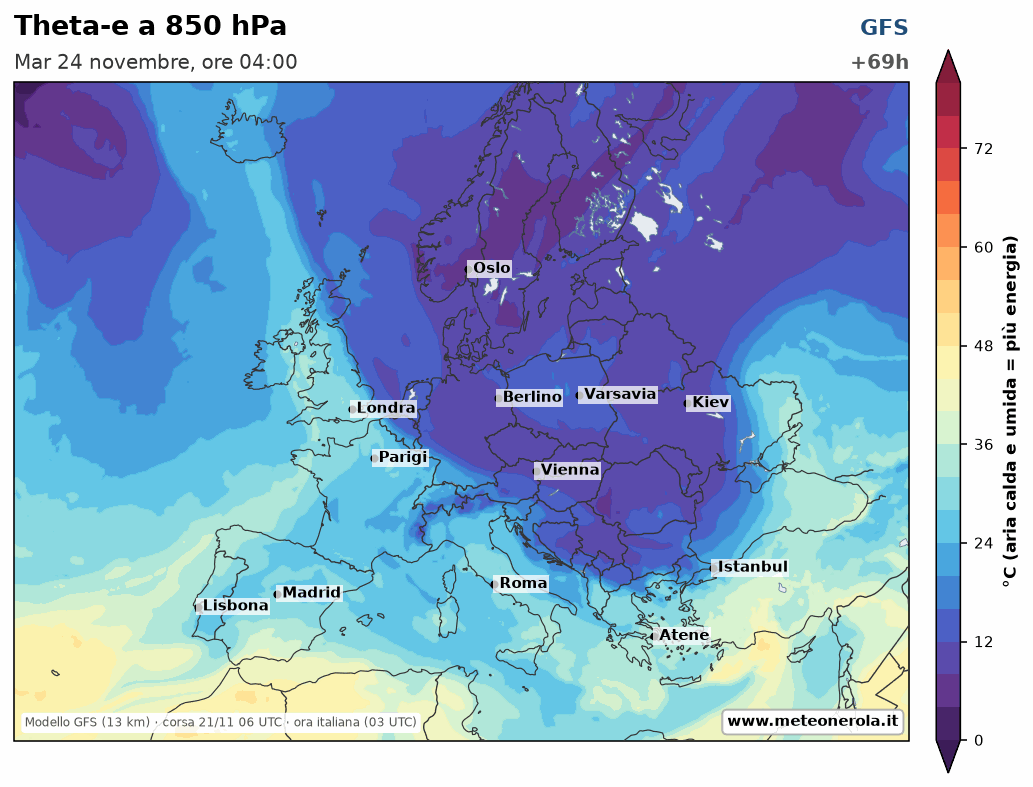 Theta-e a 850 hPa
GFS
Mar 24 novembre, ore 04:00
+69h
72
60
48
36
24
12
0
°C (aria calda e umida = più energia)
Oslo
Berlino
Varsavia
Kiev
Londra
Parigi
Vienna
Istanbul
Roma
Madrid
Lisbona
Atene
Modello GFS (13 km) · corsa 21/11 06 UTC · ora italiana (03 UTC)
www.meteonerola.it